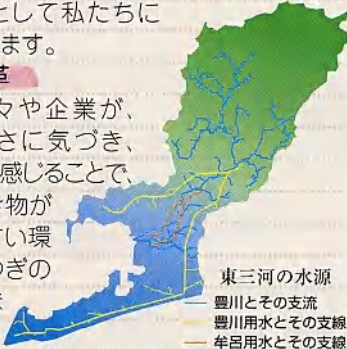 として私たちに
ます。
革
々や企業が、
さに気づき、
感じることで、
物が
い環
ぎの
東三河の水源
豊川とその支流
豊川用水とその支線
牟呂用水とその支線